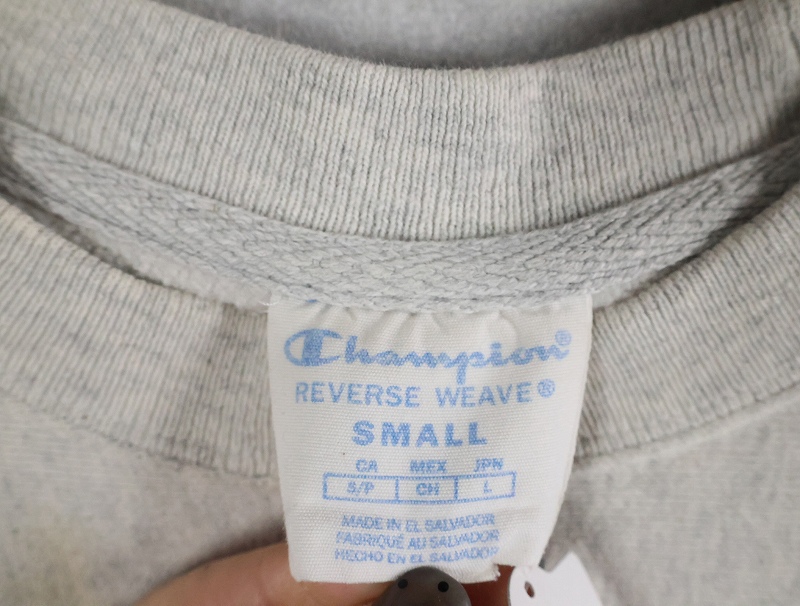 Champion®
REVERSE WEAVE®
SMALL
CA MEX JPN
S/P CH L
MADE IN EL SALVADOR
FABRIQUÉ AU SALVADOR
HECHO EN EL SALVADOR